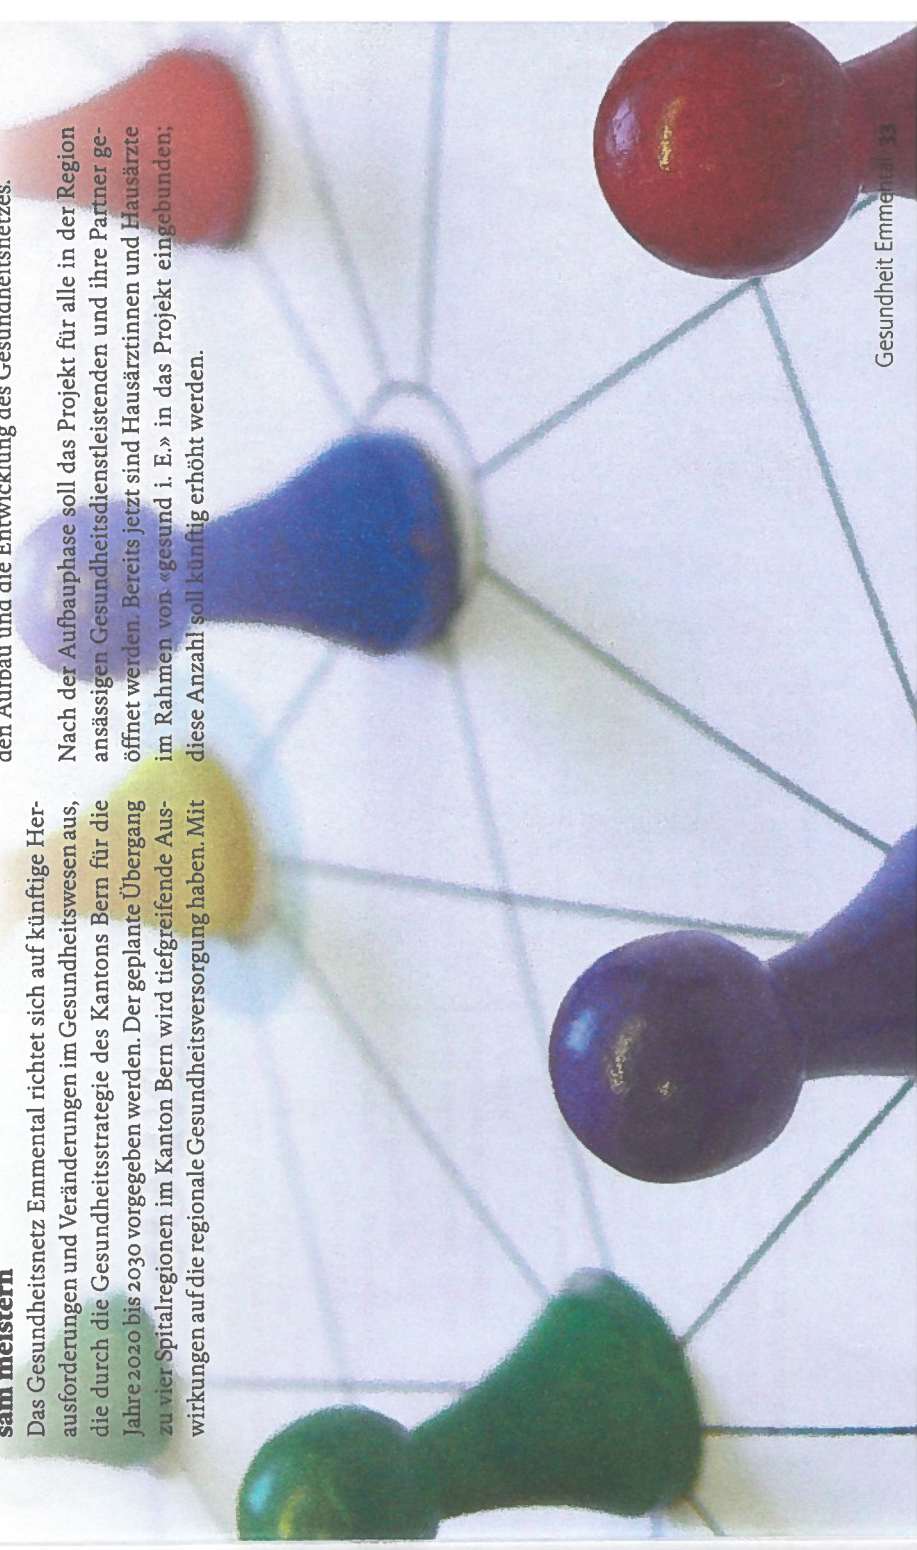 sam meistern
Das Gesundheitsnetz Emmental richtet sich auf künftige Her-
ausforderungen und Veränderungen im Gesundheitswesen aus,
die durch die Gesundheitsstrategie des Kantons Bern für die
Jahre 2020 bis 2030 vorgegeben werden. Der geplante Übergang
zu vier Spitalregionen im Kanton Bern wird tiefgreifende Aus-
wirkungen auf die regionale Gesundheitsversorgung haben. Mit
den Aufbau und die Entwicklung des Gesundheitsnetzes.
Nach der Aufbauphase soll das Projekt für alle in der Region
ansässigen Gesundheitsdienstleistenden und ihre Partner ge-
öffnet werden. Bereits jetzt sind Hausärztinnen und Hausärzte
im Rahmen von «gesund i. E.» in das Projekt eingebunden;
diese Anzahl soll künftig erhöht werden.
Gesundheit Emmental 33